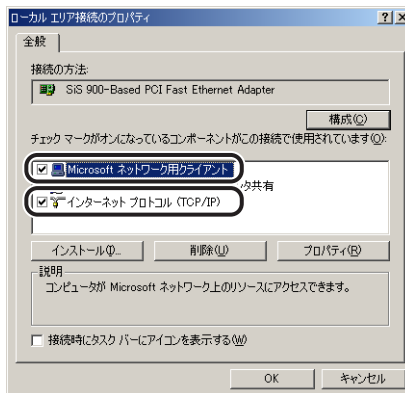 ローカル エリア接続のプロパティ
全般
接続の方法:
SiS 900-Based PCI Fast Ethernet Adapter
構成(C)
チェック マークがオンになっているコンポーネントがこの接続で使用されています(O):
Microsoft ネットワーク用クライアント
タ共有
インターネット プロトコル (TCP/IP)
インストール(I)...
削除(U)
プロパティ(R)
説明
コンピュータが Microsoft ネットワーク上のリソースにアクセスできます。
接続時にタスク バーにアイコンを表示する(W)
OK
キャンセル